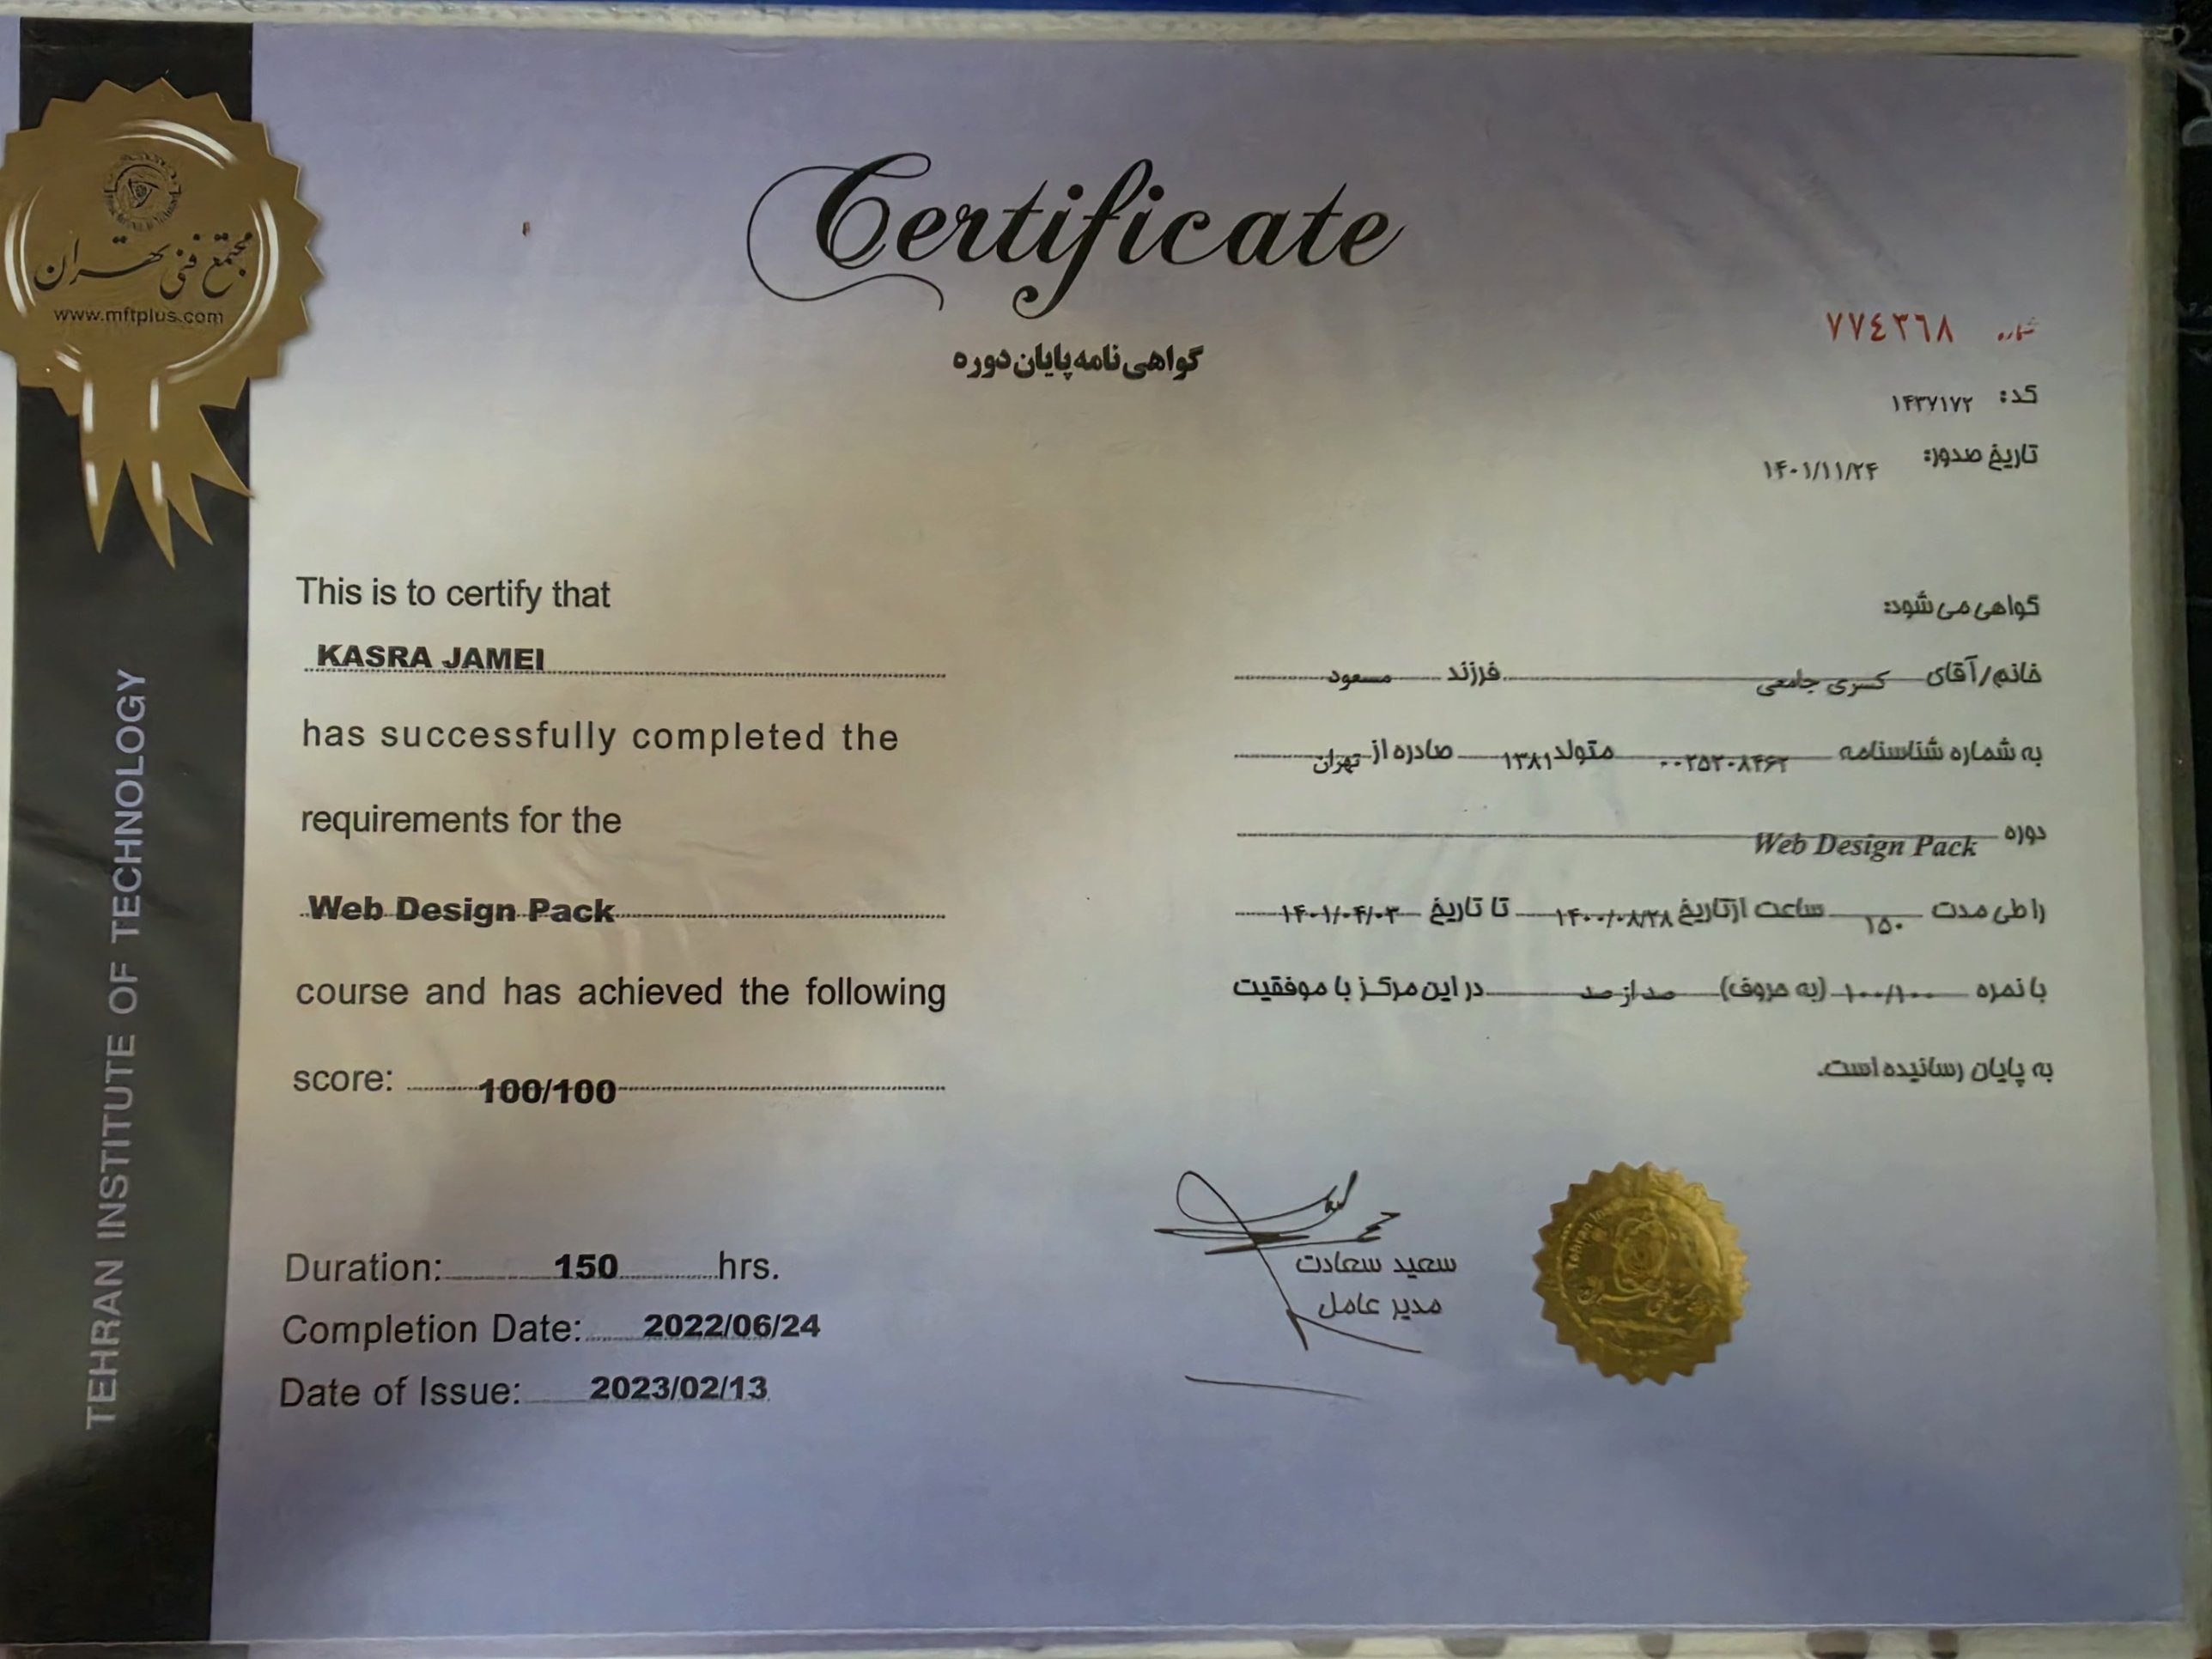 مجتمع فنی تهران
www.mftplus.com
TEHRAN INSTITUTE OF TECHNOLOGY
Certificate
گواهی نامه پایان دوره
شماره ۷۷۴۳۶۸
کد: ۱۴۳۷۱۷۲
تاریخ صدور: ۱۴۰۱/۱۱/۲۴
This is to certify that
KASRA JAMEI
has successfully completed the
requirements for the
Web Design Pack
course and has achieved the following
score: 100/100
Duration: 150 hrs.
Completion Date: 2022/06/24
Date of Issue: 2023/02/13
گواهی می شود:
خانم/آقای کسری جامعی فرزند مسعود
به شماره شناسنامه ۰۰۲۵۲۰۸۴۶۲ متولد ۱۳۸۱ صادره از تهران
دوره Web Design Pack
را طی مدت ۱۵۰ ساعت از تاریخ ۱۴۰۰/۰۸/۲۸ تا تاریخ ۱۴۰۱/۰۴/۰۳
با نمره ۱۰۰/۱۰۰ (به حروف) صد از صد در این مرکز با موفقیت
به پایان رسانیده است.
سعید سعادت
مدیر عامل